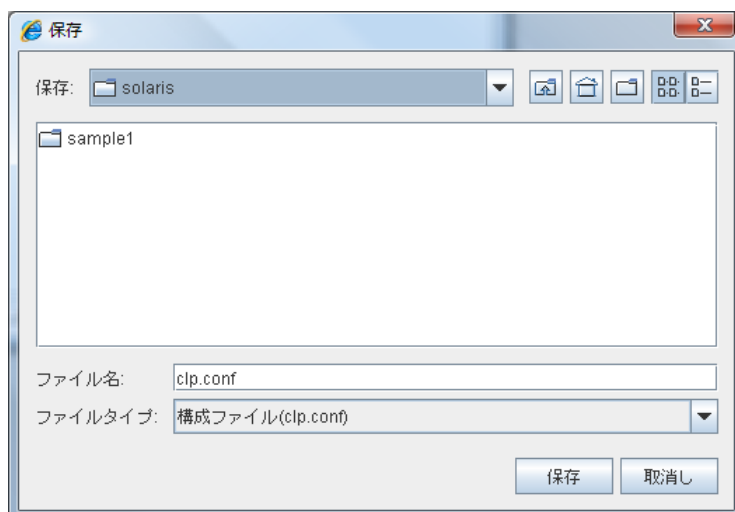 保存
保存: solaris
sample1
ファイル名: clp.conf
ファイルタイプ: 構成ファイル(clp.conf)
保存 取消し